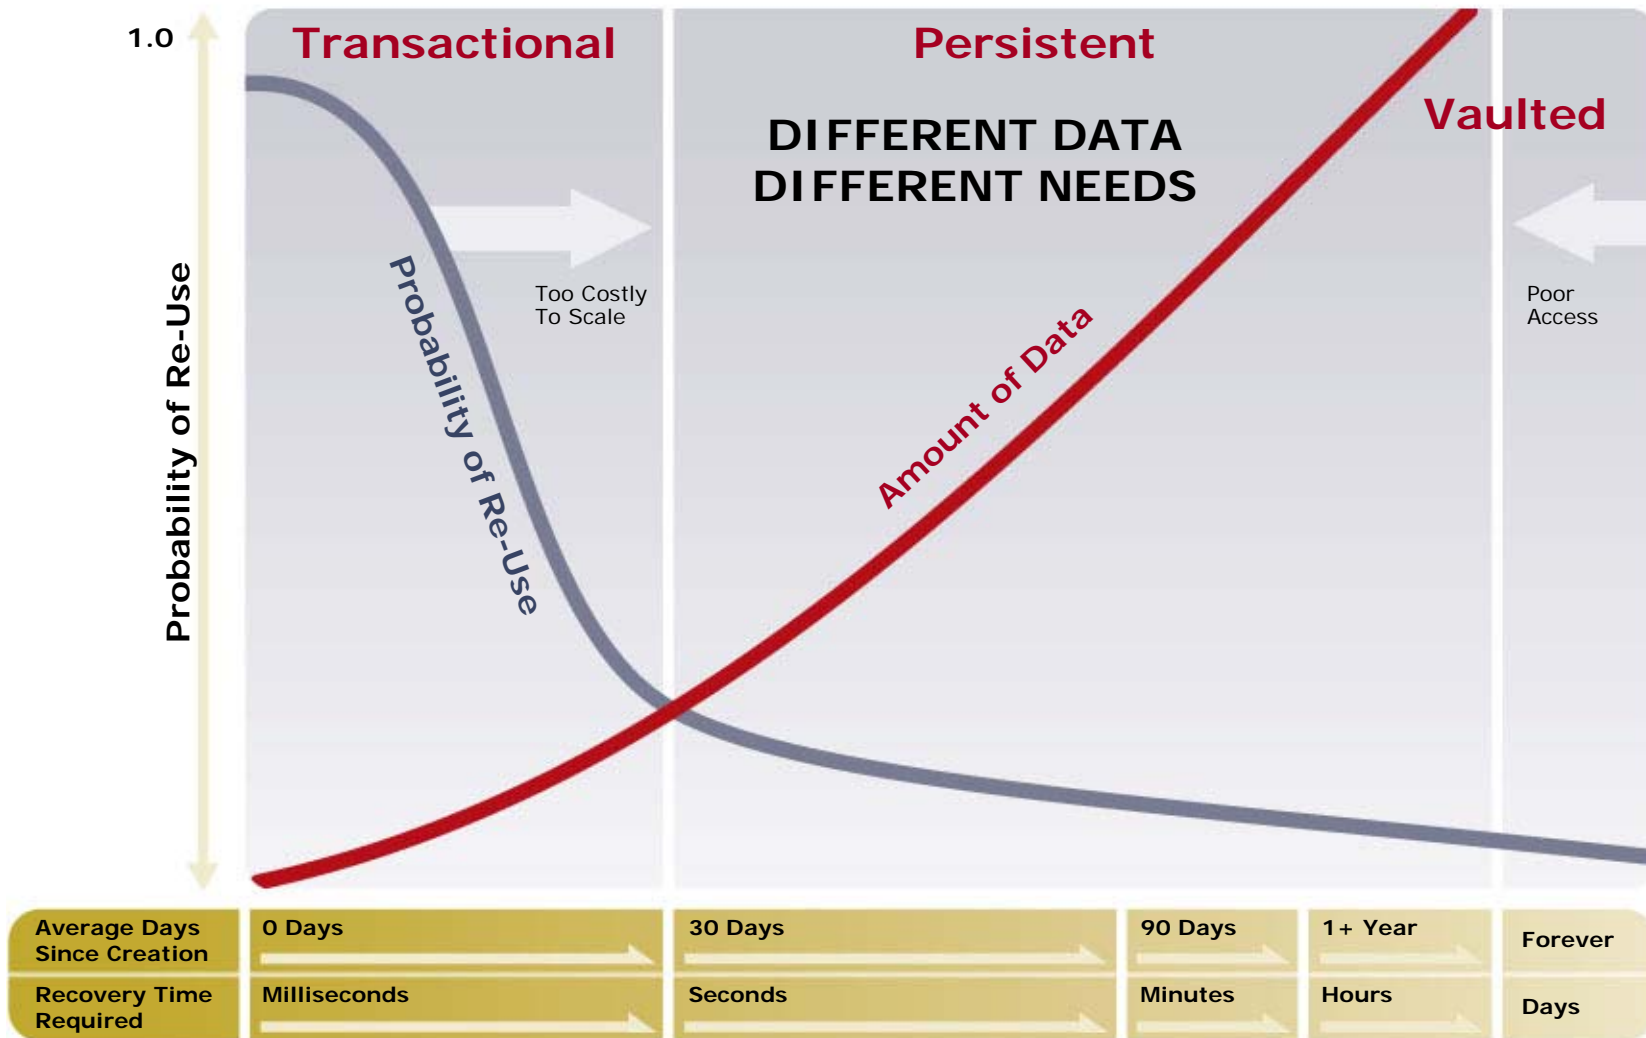 1.0
Transactional
Persistent
Vaulted
DIFFERENT DATA
DIFFERENT NEEDS
Probability of Re-Use
Probability of Re-Use
Too Costly
To Scale
Amount of Data
Poor
Access
Average Days
Since Creation
0 Days
30 Days
90 Days
1+ Year
Forever
Recovery Time
Required
Milliseconds
Seconds
Minutes
Hours
Days